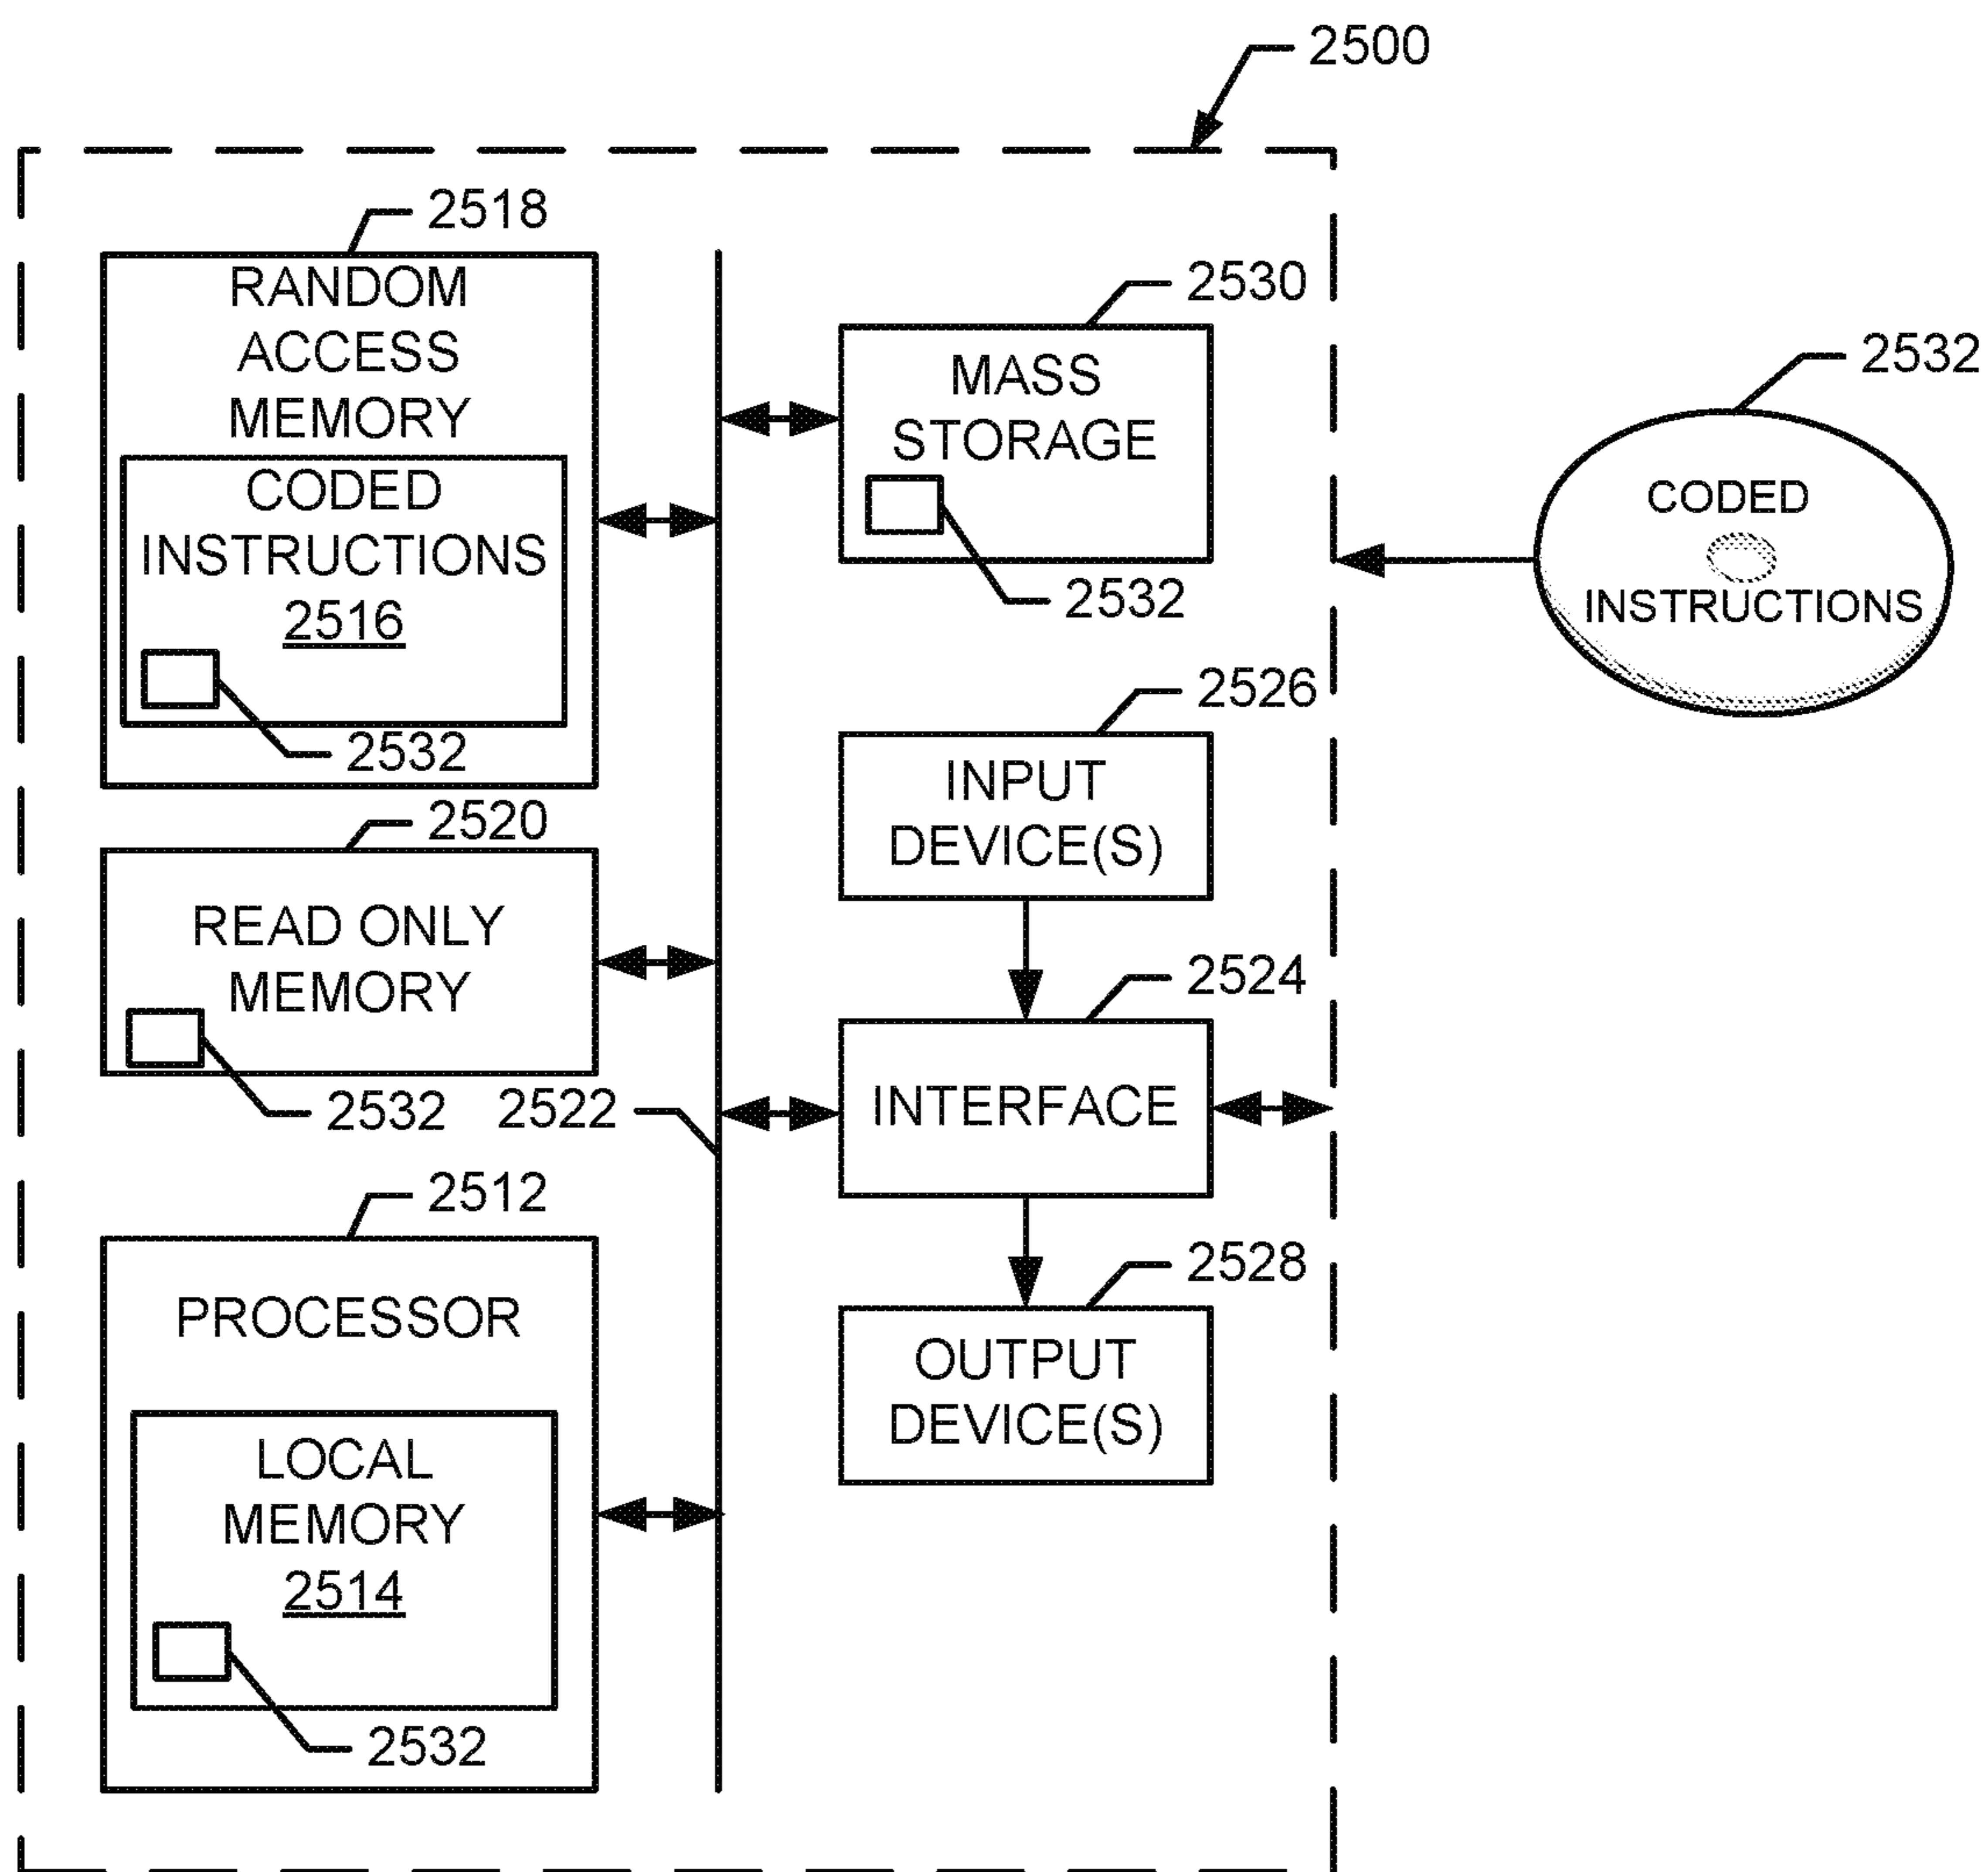 2500
2518
RANDOM
ACCESS
MEMORY
CODED
INSTRUCTIONS
2516
2532
2530
MASS
STORAGE
2532
2532
CODED
INSTRUCTIONS
2526
INPUT
DEVICE(S)
2520
READ ONLY
MEMORY
2532
2522
2524
INTERFACE
2512
PROCESSOR
LOCAL
MEMORY
2514
2532
2528
OUTPUT
DEVICE(S)